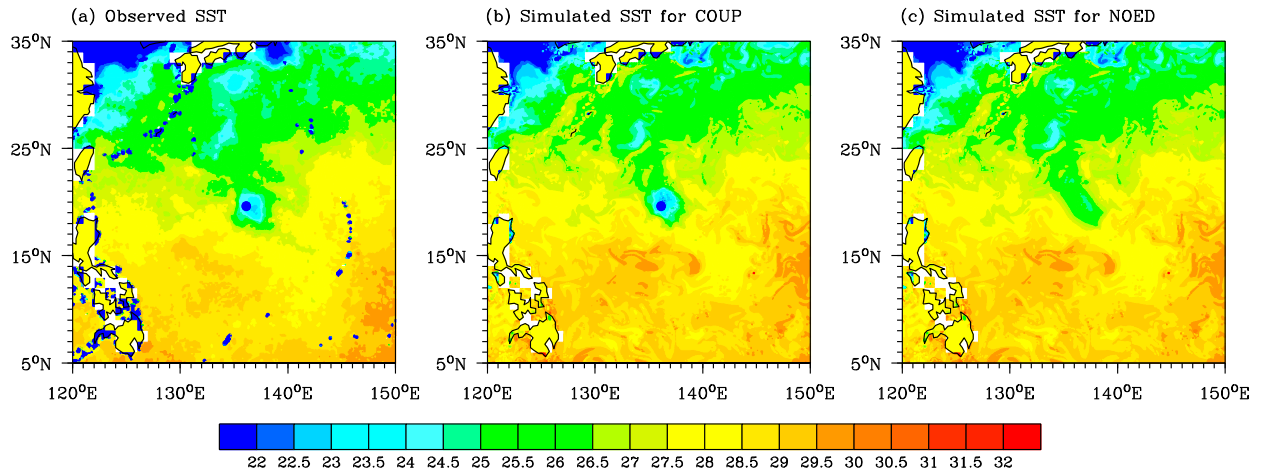 (a) Observed SST
(b) Simulated SST for COUP
(c) Simulated SST for NOED
35°N 35°N 35°N
25°N 25°N 25°N
15°N 15°N 15°N
5°N 5°N 5°N
120°E 130°E 140°E 150°E 120°E 130°E 140°E 150°E 120°E 130°E 140°E 150°E
22 22.5 23 23.5 24 24.5 25 25.5 26 26.5 27 27.5 28 28.5 29 29.5 30 30.5 31 31.5 32